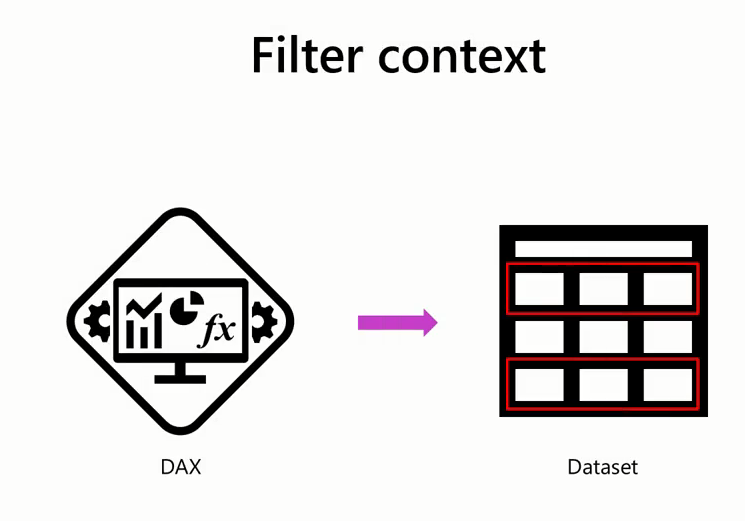 Filter context
fx
DAX
Dataset